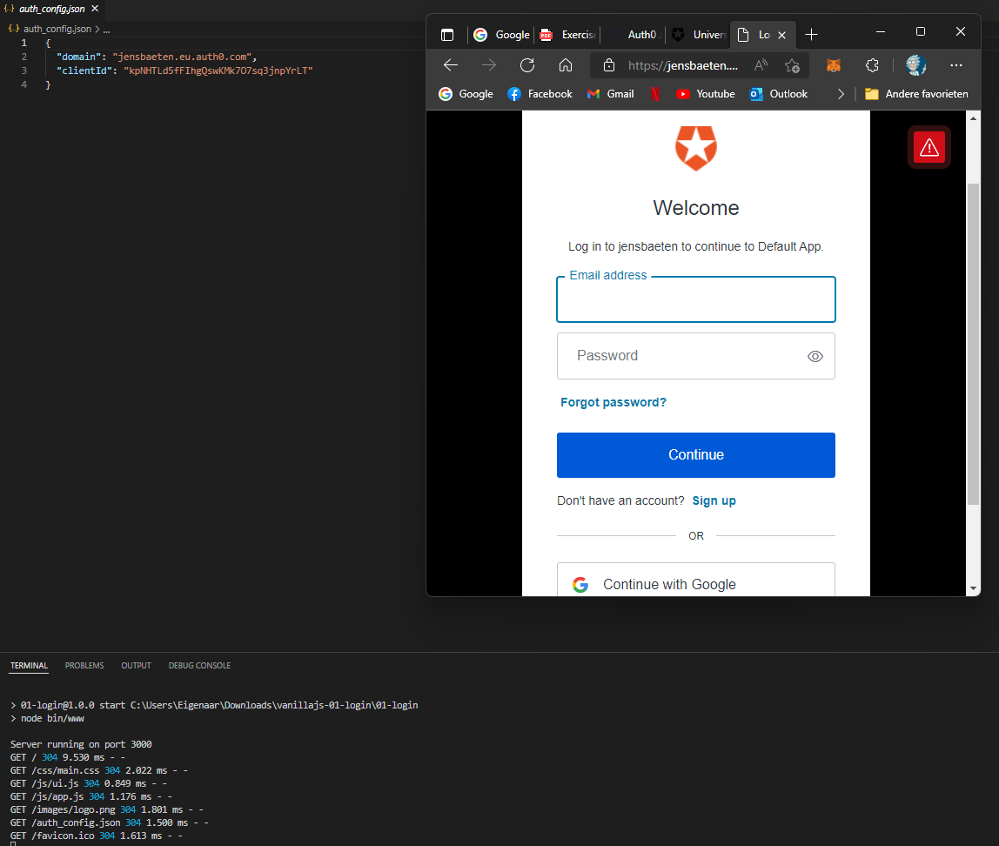 {··} auth_config.json ×
{··} auth_config.json > ...
1 {
2 "domain": "jensbaeten.eu.auth0.com",
3 "clientId": "kpNHTLd5fFIhgQswKMk7O7sq3jnpYrLT"
4 }
Google
PDF
Exercise
Auth0
Univers
Lo
https://jensbaeten....
Google
Facebook
Gmail
Youtube
Outlook
Andere favorieten
Welcome
Log in to jensbaeten to continue to Default App.
Email address
Password
Forgot password?
Continue
Don't have an account? Sign up
OR
Continue with Google
TERMINAL PROBLEMS OUTPUT DEBUG CONSOLE
> 01-login@1.0.0 start C:\Users\Eigenaar\Downloads\vanillajs-01-login\01-login
> node bin/www
Server running on port 3000
GET / 304 9.530 ms - -
GET /css/main.css 304 2.022 ms - -
GET /js/ui.js 304 0.849 ms - -
GET /js/app.js 304 1.176 ms - -
GET /images/logo.png 304 1.801 ms - -
GET /auth_config.json 304 1.500 ms - -
GET /favicon.ico 304 1.613 ms - -